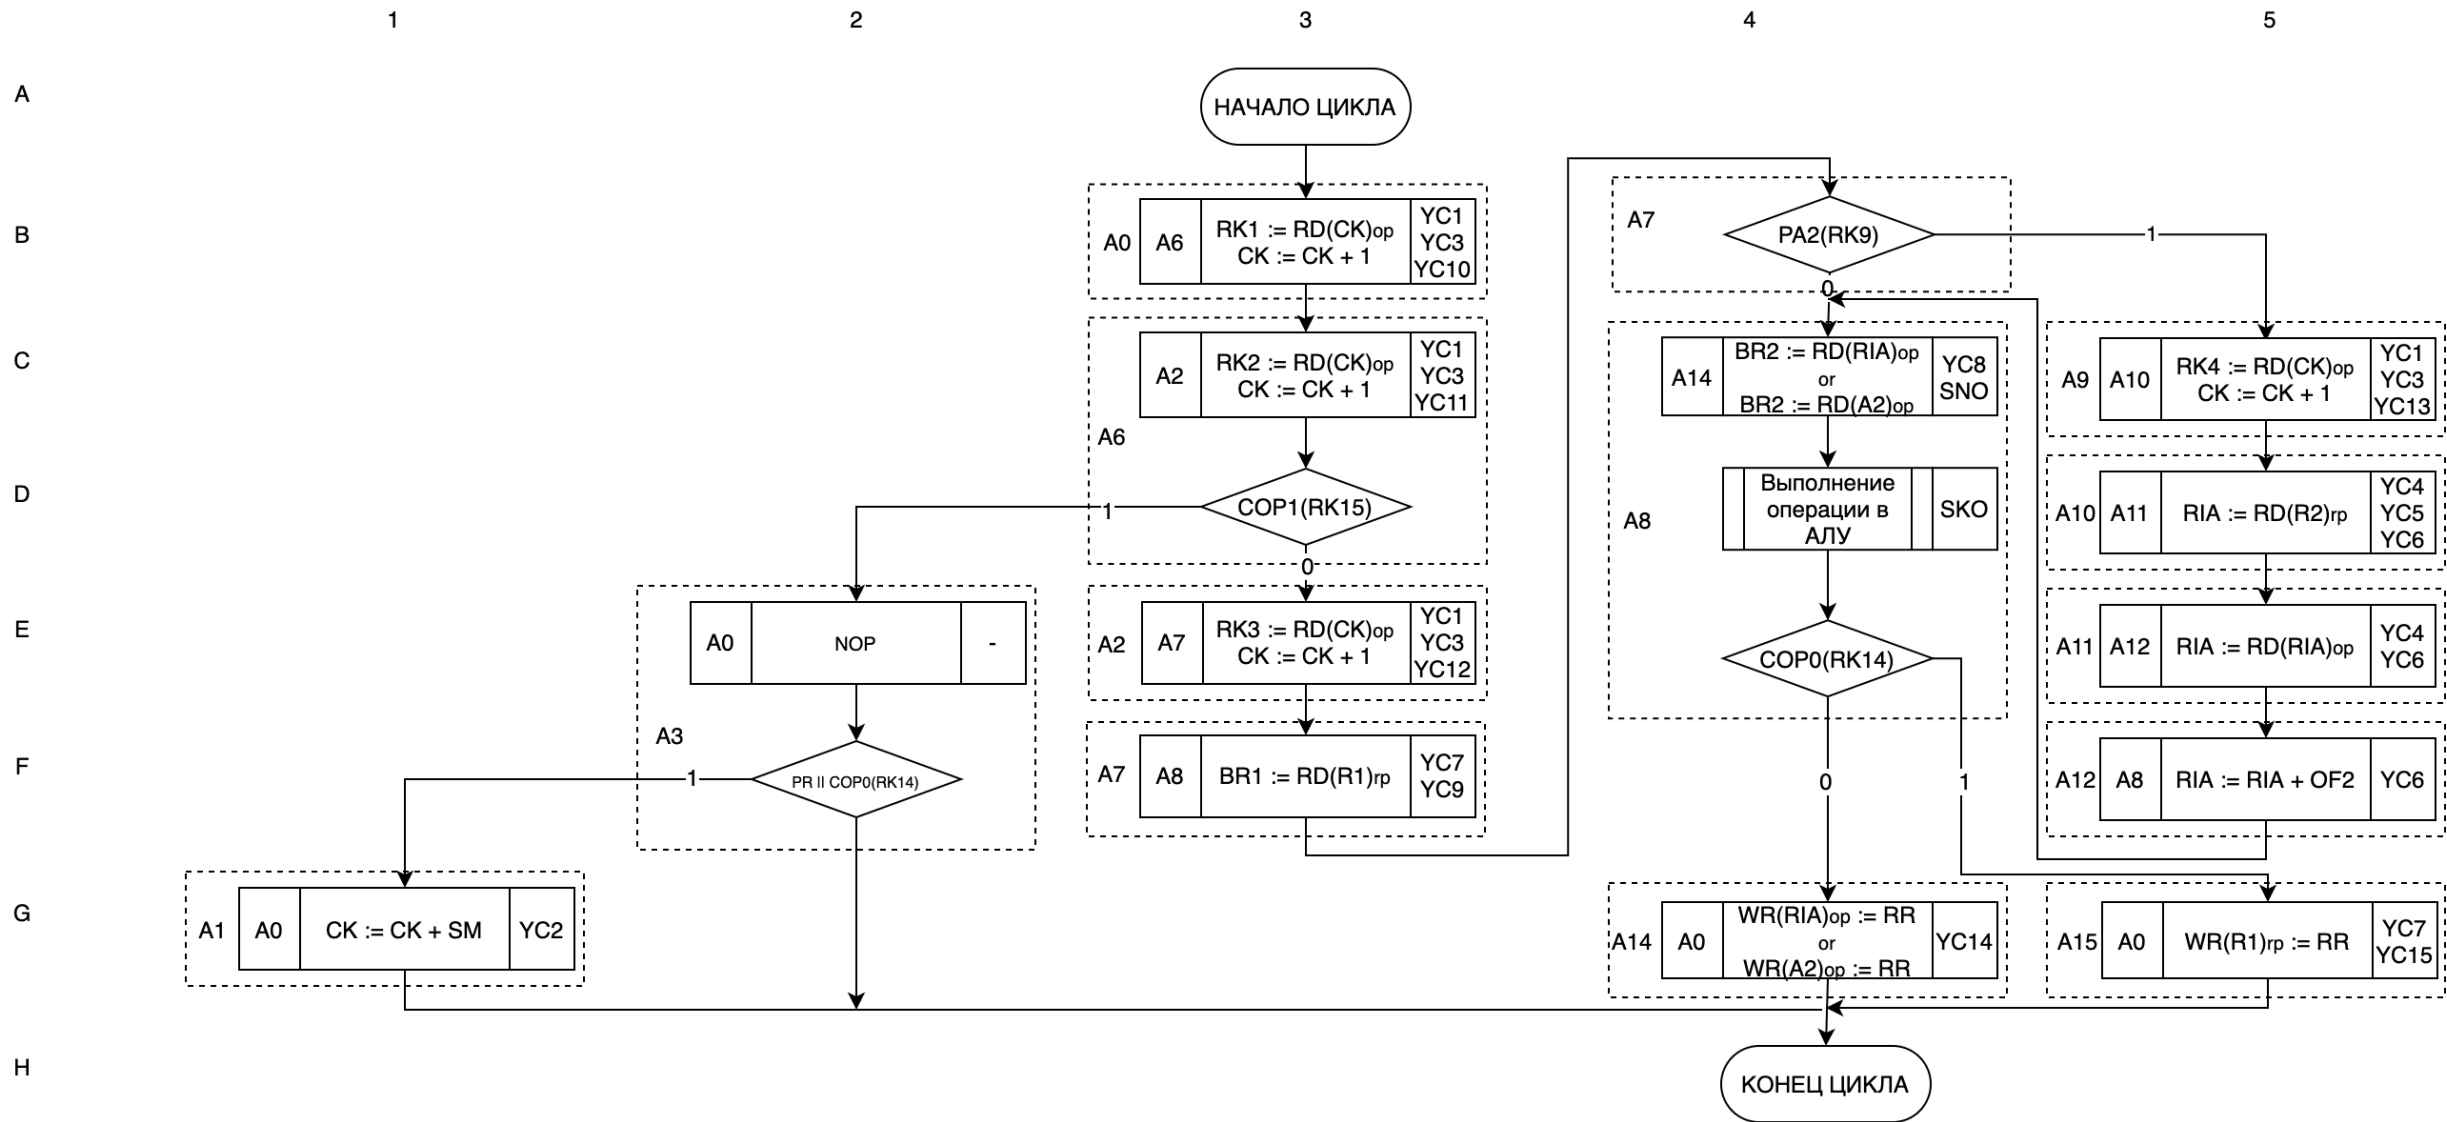 1 2 3 4 5
A
НАЧАЛО ЦИКЛА
B
A0
A6
RK1 := RD(CK)op
CK := CK + 1
YC1
YC3
YC10
A7
PA2(RK9)
1
0
C
A6
A2
RK2 := RD(CK)op
CK := CK + 1
YC1
YC3
YC11
A14
BR2 := RD(RIA)op
or
BR2 := RD(A2)op
YC8
SNO
A9
A10
RK4 := RD(CK)op
CK := CK + 1
YC1
YC3
YC13
D
1
COP1(RK15)
0
A8
Выполнение
операции в
АЛУ
SKO
A10
A11
RIA := RD(R2)rp
YC4
YC5
YC6
E
A0
NOP
-
A2
A7
RK3 := RD(CK)op
CK := CK + 1
YC1
YC3
YC12
COP0(RK14)
A11
A12
RIA := RD(RIA)op
YC4
YC6
F
A3
1
PR || COP0(RK14)
A7
A8
BR1 := RD(R1)rp
YC7
YC9
0
1
A12
A8
RIA := RIA + OF2
YC6
G
A1
A0
CK := CK + SM
YC2
A14
A0
WR(RIA)op := RR
or
WR(A2)op := RR
YC14
A15
A0
WR(R1)rp := RR
YC7
YC15
H
КОНЕЦ ЦИКЛА